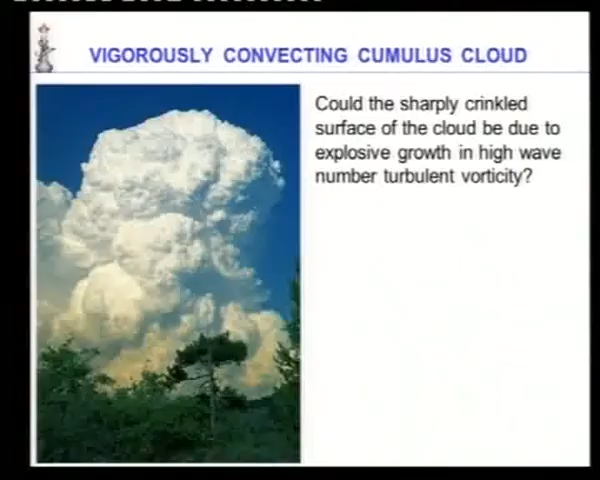 VIGOROUSLY CONVECTING CUMULUS CLOUD
Could the sharply crinkled
surface of the cloud be due to
explosive growth in high wave
number turbulent vorticity?